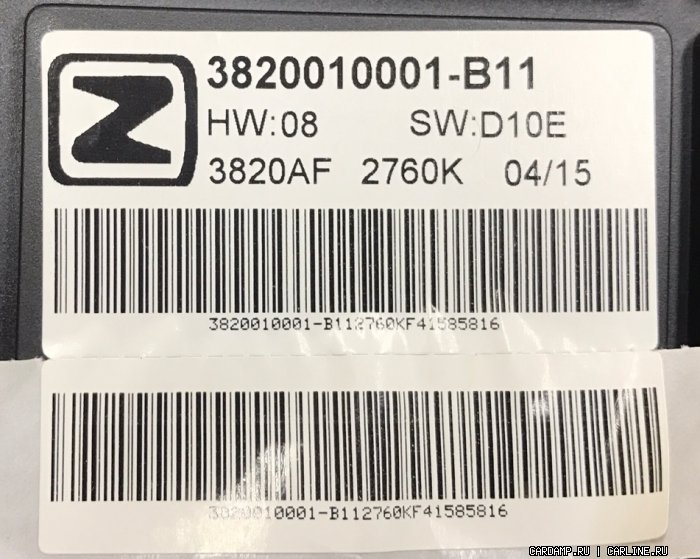 3820010001-B11
HW:08 SW:D10E
3820AF 2760K 04/15
3820010001-B112760KF41585816
3820010001-B112760KF41585816
CARDAMP.RU | CARLINE.RU